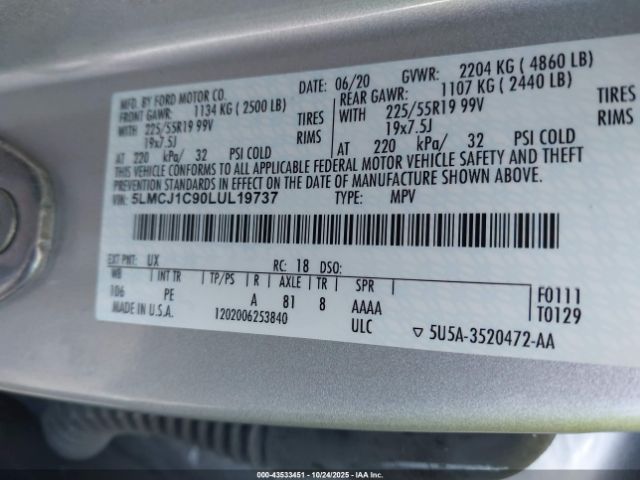 MFD. BY FORD MOTOR CO.
DATE: 06/20 GVWR: 2204 KG ( 4860 LB)
FRONT GAWR: 1134 KG ( 2500 LB)
REAR GAWR: 1107 KG ( 2440 LB)
WITH 225/55R19 99V TIRES
WITH 225/55R19 99V TIRES
19x7.5J RIMS
19x7.5J RIMS
AT 220 kPa/ 32 PSI COLD
AT 220 kPa/ 32 PSI COLD
THIS VEHICLE CONFORMS TO ALL APPLICABLE FEDERAL MOTOR VEHICLE SAFETY AND THEFT
PREVENTION STANDARDS IN EFFECT ON THE DATE OF MANUFACTURE SHOWN ABOVE.
VIN: 5LMCJ1C90LUL19737 TYPE: MPV
EXT PNT: UX RC: 18 DSO:
WB INT TR TP/PS R AXLE TR SPR
106 PE A 81 8 AAAA
F0111
T0129
MADE IN U.S.A. 1202006253840 ULC
5U5A-3520472-AA
00-43533451 - 10/24/2025 - IAAI.COM